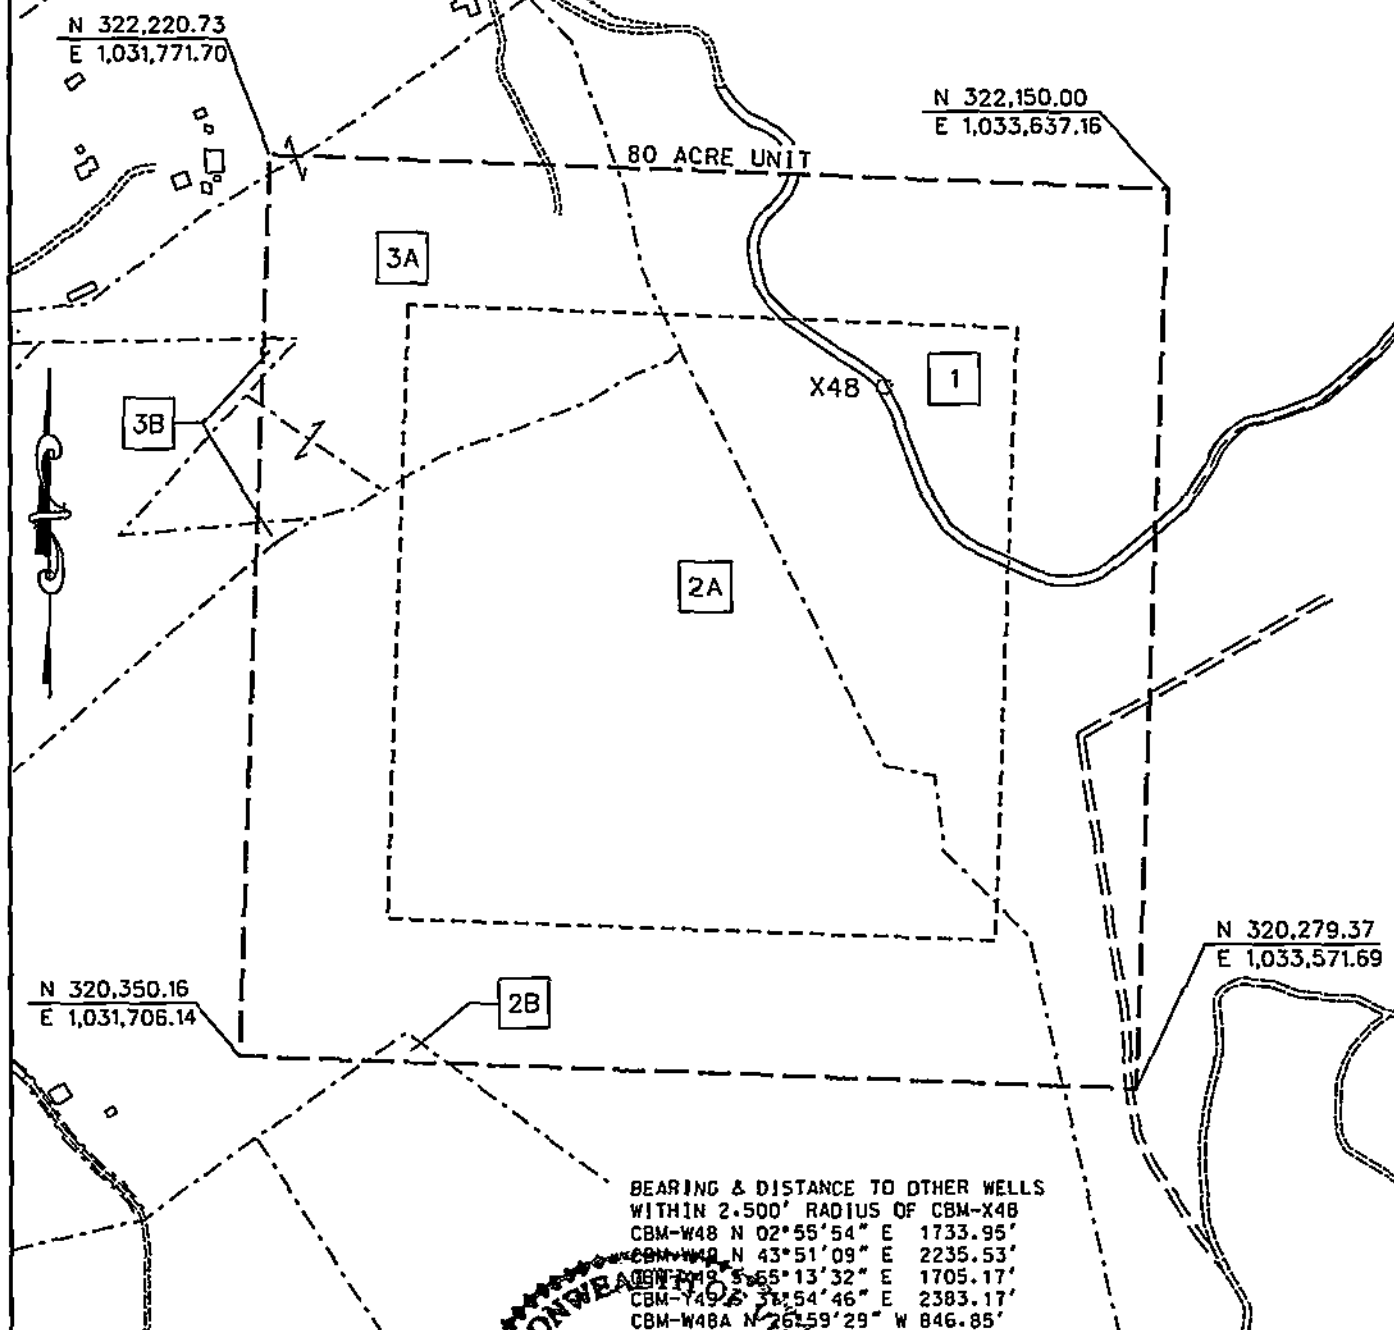 N 322,220.73
E 1,031,771.70
N 322,150.00
E 1,033,637.16
80 ACRE UNIT
3A
1
X48
3B
2A
N 320,279.37
E 1,033,571.69
N 320,350.16
E 1,031,706.14
2B
BEARING & DISTANCE TO OTHER WELLS
WITHIN 2.500' RADIUS OF CBM-X48
CBM-W48 N 02°55'54" E 1733.95'
N 43°51'09" E 2235.53'
65°13'32" E 1705.17'
CBM-Y49 54'46" E 2383.17'
CBM-W48A N 26°59'29" W 846.85'